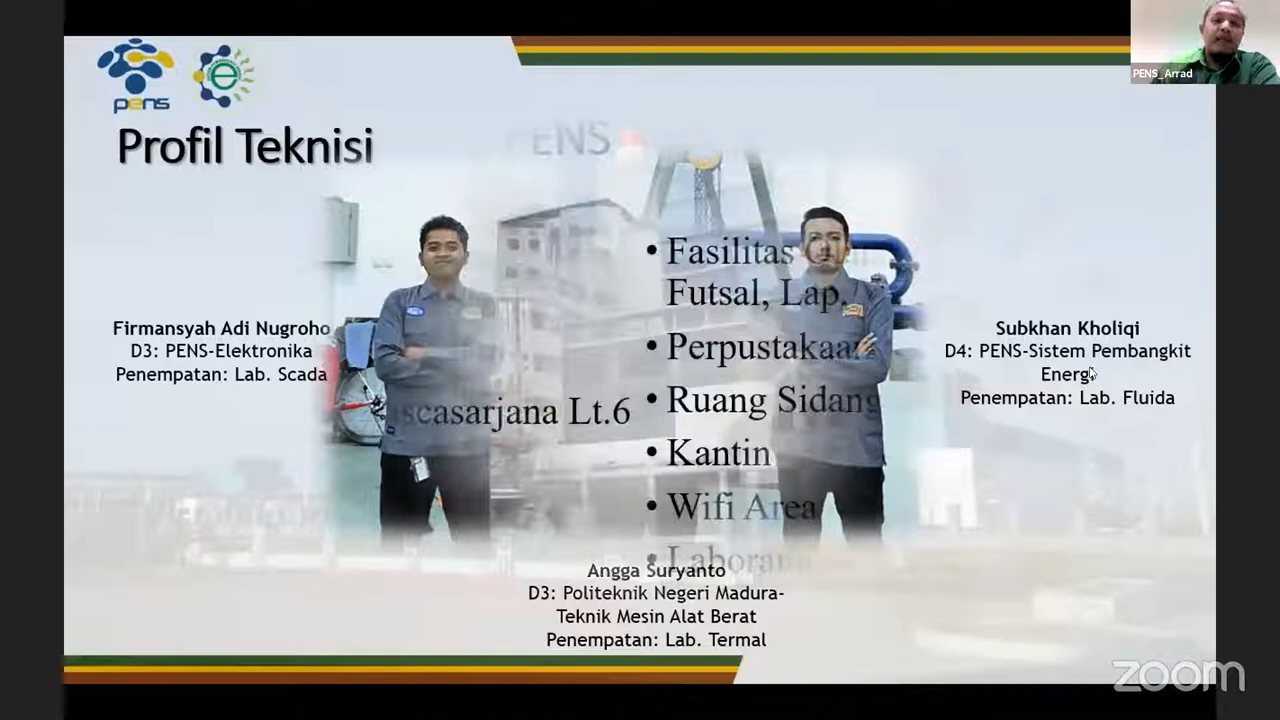 pens
e
PENS_Arrad
Profil Teknisi
PENS
Firmansyah Adi Nugroho
D3: PENS-Elektronika
Penempatan: Lab. Scada
scasarjana Lt.6
• Fasilitas
Futsal, Lap.
• Perpustakaan
• Ruang Sidang
• Kantin
• Wifi Area
Subkhan Kholiqi
D4: PENS-Sistem Pembangkit
Energi
Penempatan: Lab. Fluida
Angga Suryanto
D3: Politeknik Negeri Madura-
Teknik Mesin Alat Berat
Penempatan: Lab. Termal
zoom